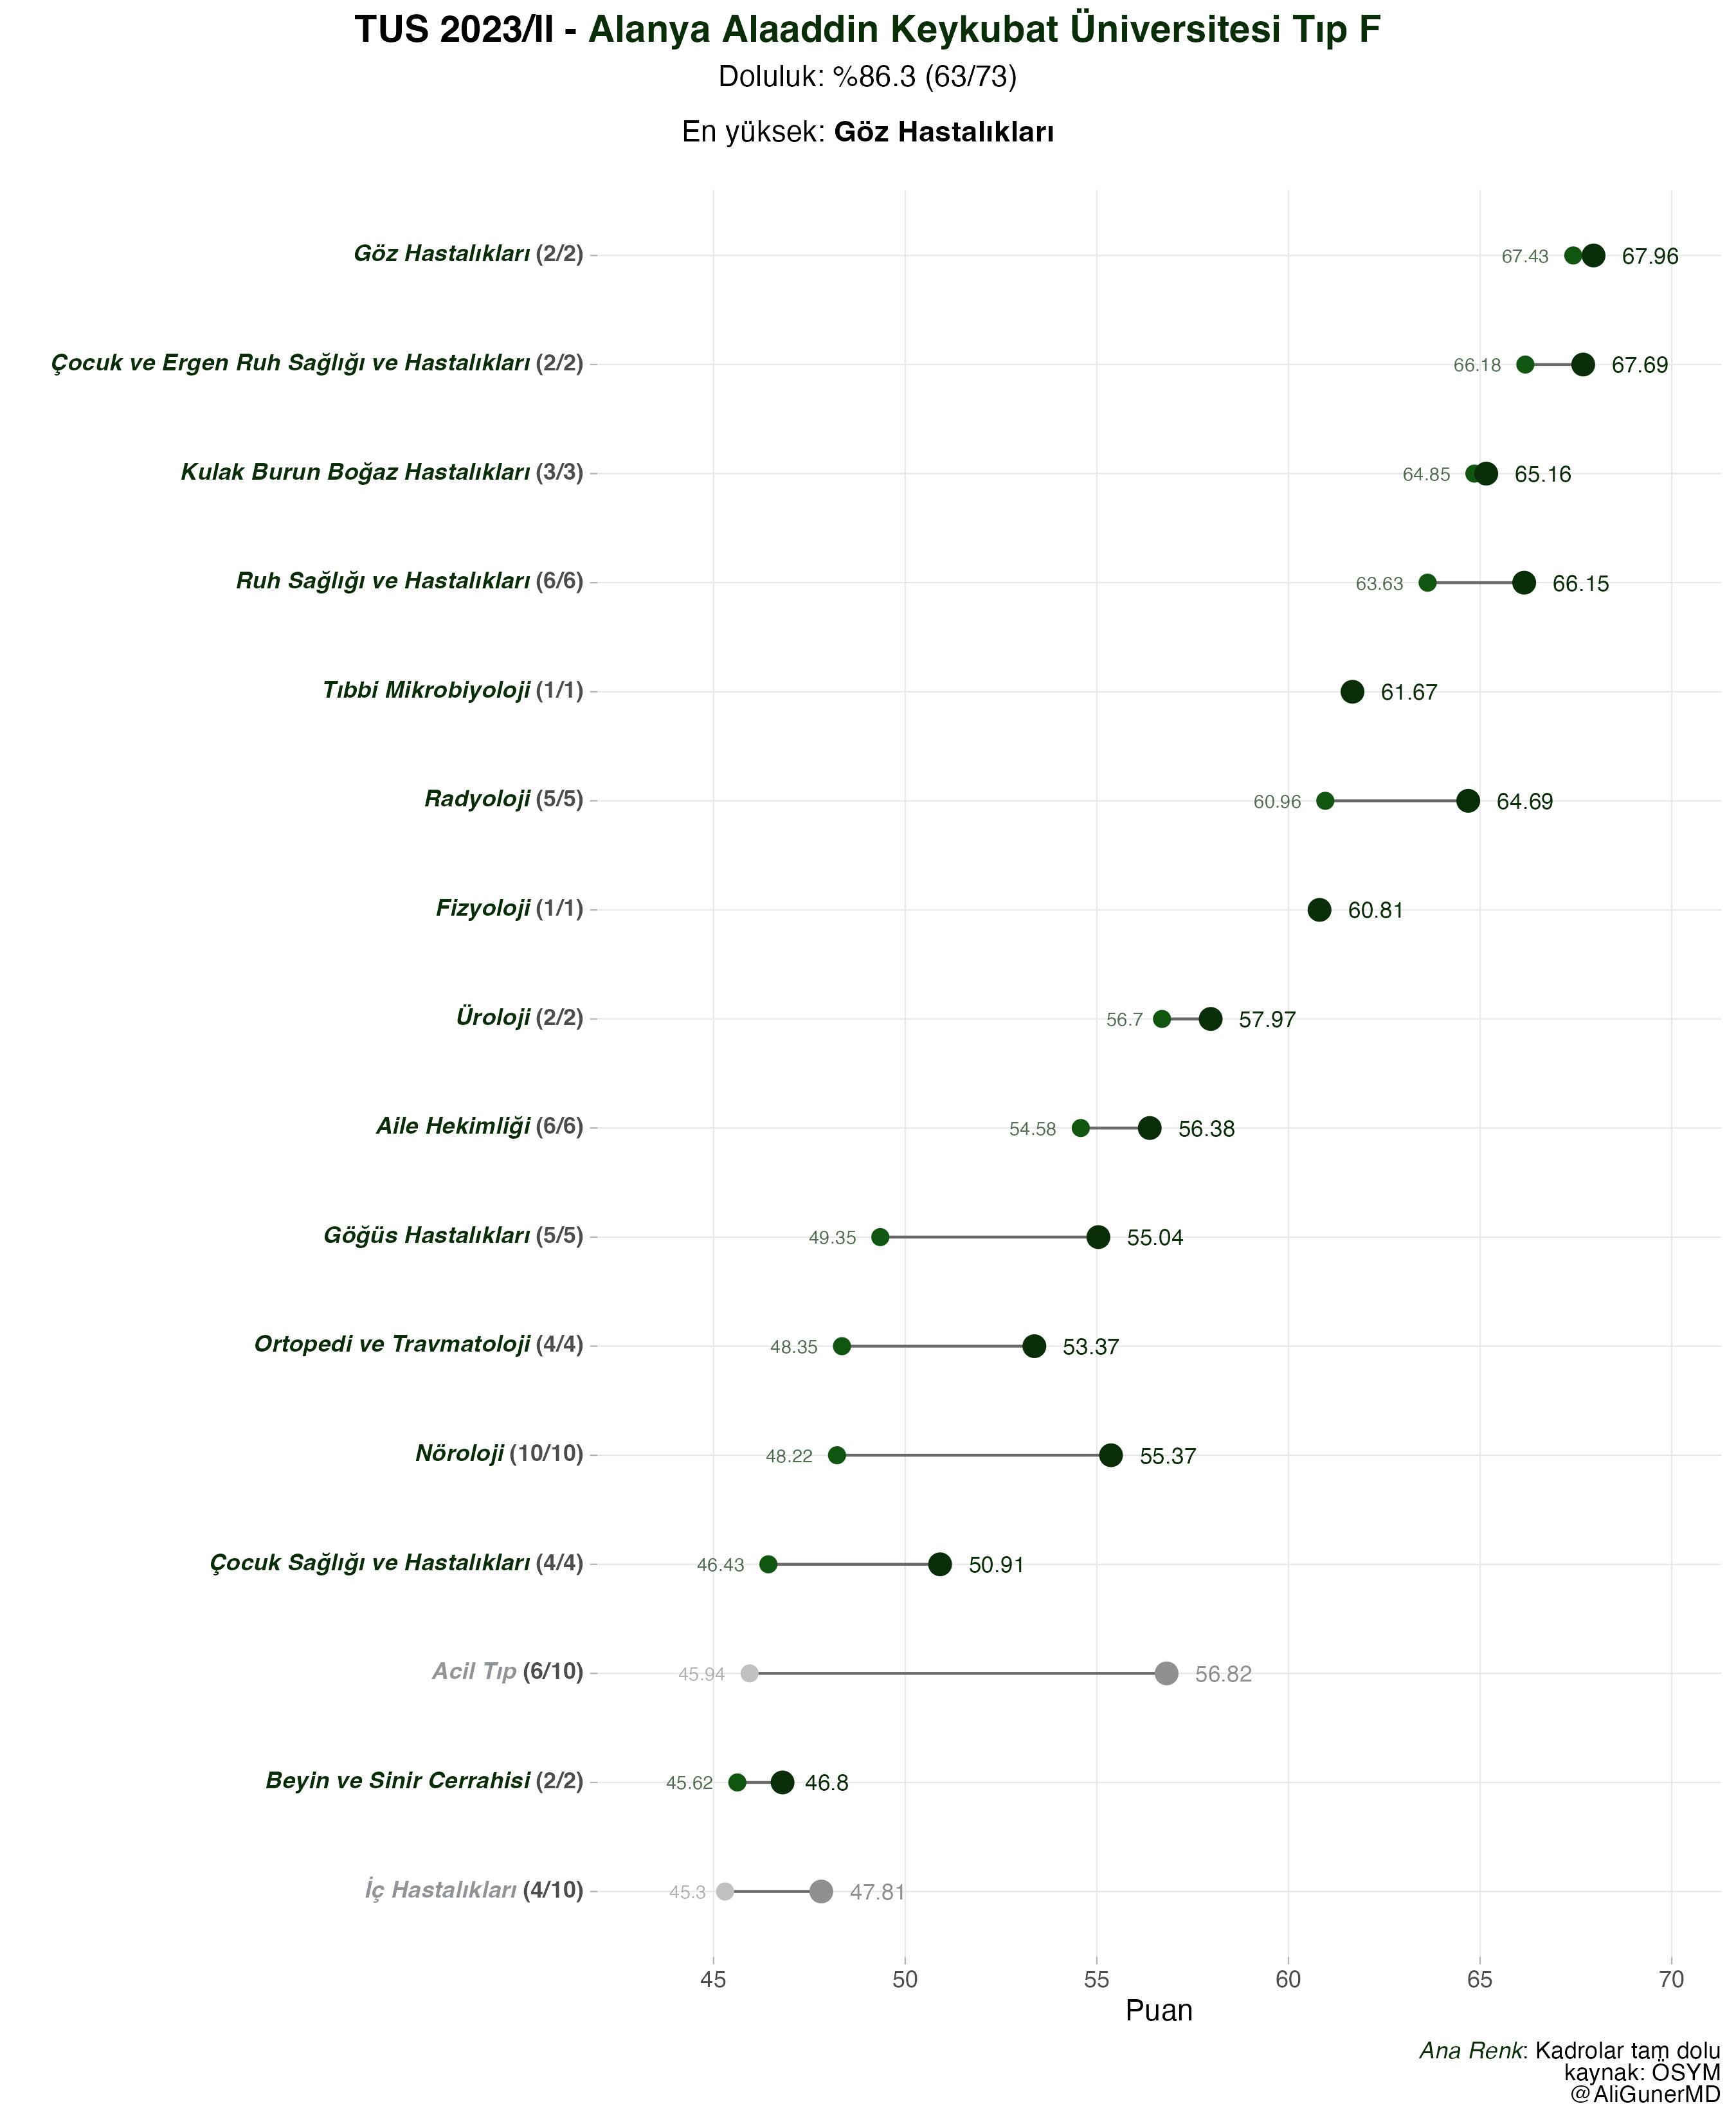 TUS 2023/II - Alanya Alaaddin Keykubat Üniversitesi Tıp F
Doluluk: %86.3 (63/73)
En yüksek: Göz Hastalıkları
Göz Hastalıkları (2/2) 67.43 67.96
Çocuk ve Ergen Ruh Sağlığı ve Hastalıkları (2/2) 66.18 67.69
Kulak Burun Boğaz Hastalıkları (3/3) 64.85 65.16
Ruh Sağlığı ve Hastalıkları (6/6) 63.63 66.15
Tıbbi Mikrobiyoloji (1/1) 61.67
Radyoloji (5/5) 60.96 64.69
Fizyoloji (1/1) 60.81
Üroloji (2/2) 56.7 57.97
Aile Hekimliği (6/6) 54.58 56.38
Göğüs Hastalıkları (5/5) 49.35 55.04
Ortopedi ve Travmatoloji (4/4) 48.35 53.37
Nöroloji (10/10) 48.22 55.37
Çocuk Sağlığı ve Hastalıkları (4/4) 46.43 50.91
Acil Tıp (6/10) 45.94 56.82
Beyin ve Sinir Cerrahisi (2/2) 45.62 46.8
İç Hastalıkları (4/10) 45.3 47.81
45 50 55 60 65 70
Puan
Ana Renk: Kadrolar tam dolu
kaynak: ÖSYM
@AliGunerMD